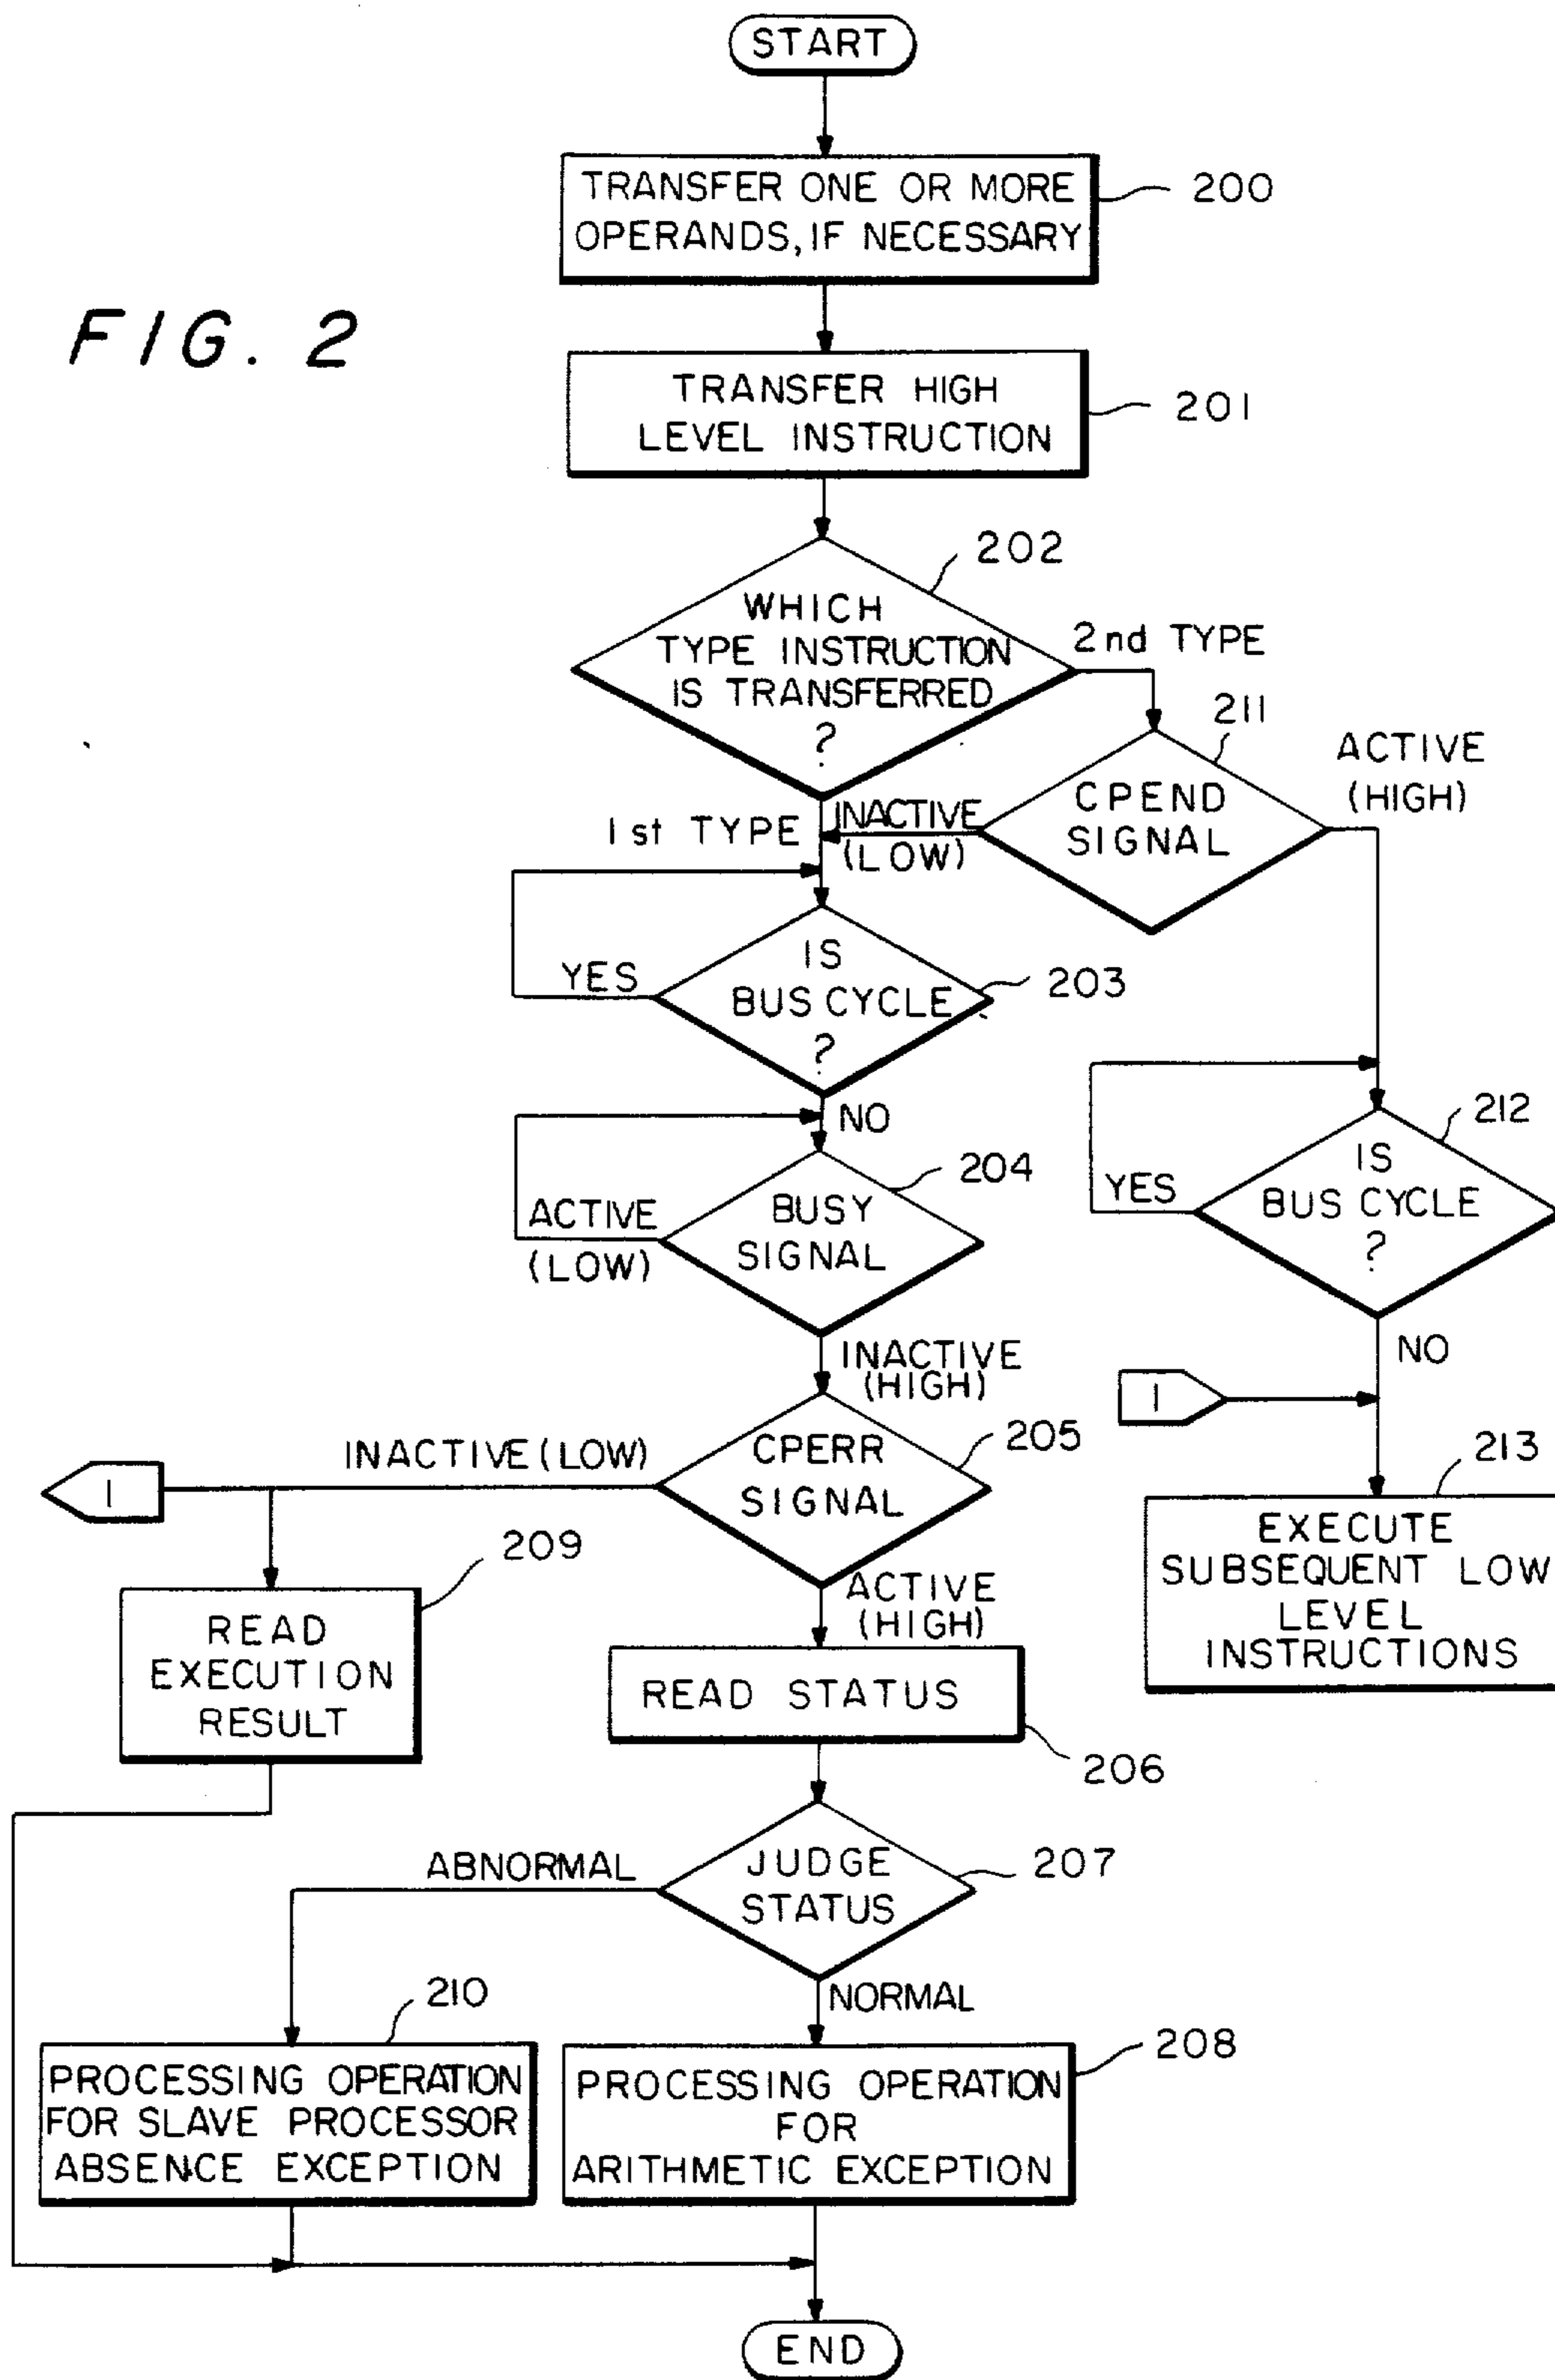 START
TRANSFER ONE OR MORE
OPERANDS, IF NECESSARY
200
FIG. 2
TRANSFER HIGH
LEVEL INSTRUCTION
201
202
WHICH
TYPE INSTRUCTION
IS TRANSFERRED
?
2nd TYPE
211
CPEND
SIGNAL
ACTIVE
(HIGH)
1st TYPE
INACTIVE
(LOW)
IS
BUS CYCLE
?
YES
203
NO
204
BUSY
SIGNAL
ACTIVE
(LOW)
212
IS
BUS CYCLE
?
YES
NO
INACTIVE
(HIGH)
1
205
CPERR
SIGNAL
INACTIVE (LOW)
1
213
EXECUTE
SUBSEQUENT LOW
LEVEL
INSTRUCTIONS
209
READ
EXECUTION
RESULT
ACTIVE
(HIGH)
READ STATUS
206
JUDGE
STATUS
207
ABNORMAL
NORMAL
210
PROCESSING OPERATION
FOR SLAVE PROCESSOR
ABSENCE EXCEPTION
208
PROCESSING OPERATION
FOR
ARITHMETIC EXCEPTION
END